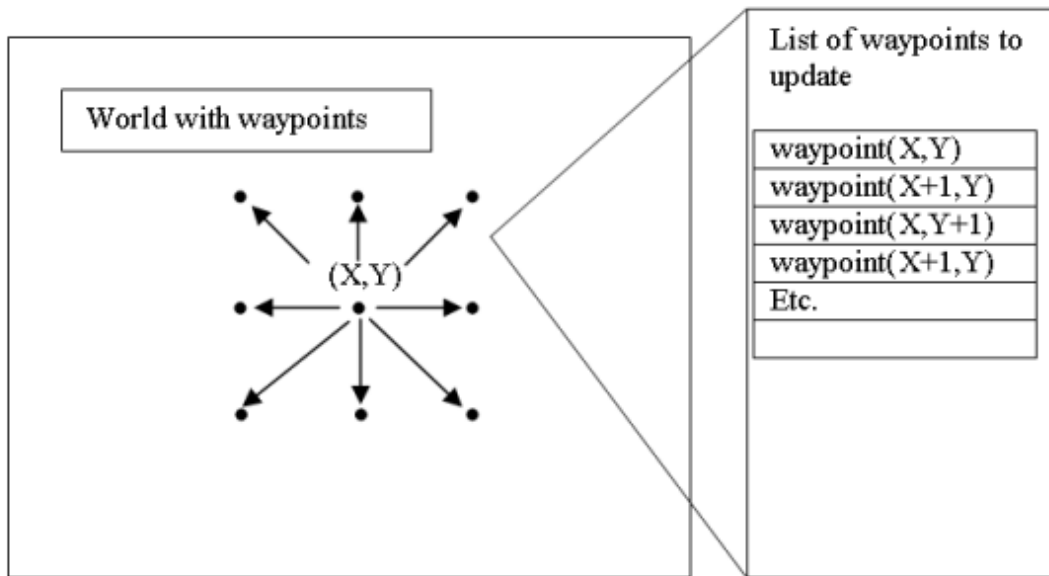 World with waypoints
(X,Y)
List of waypoints to
update
waypoint(X,Y)
waypoint(X+1,Y)
waypoint(X,Y+1)
waypoint(X+1,Y)
Etc.